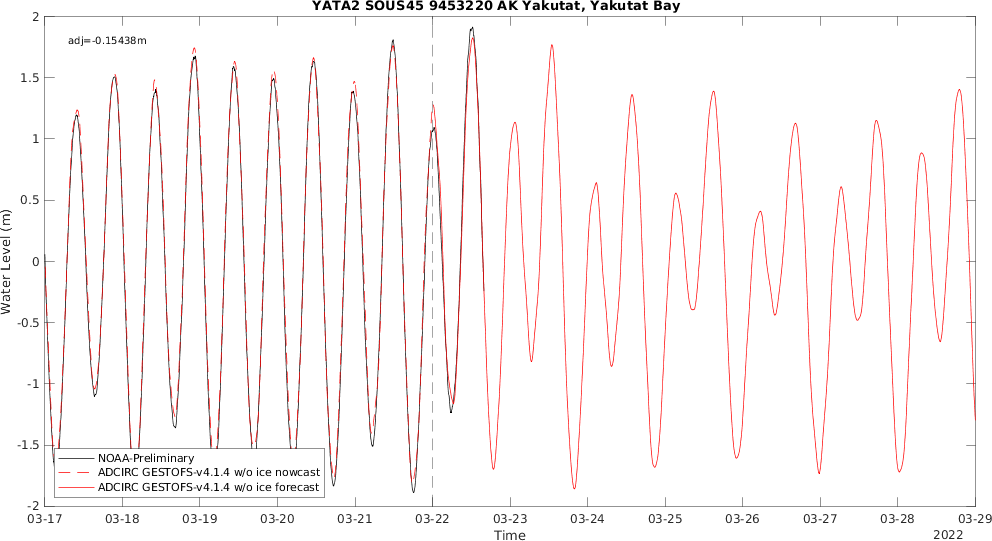 YATA2 SOUS45 9453220 AK Yakutat, Yakutat Bay
adj=-0.15438m
Water Level (m)
2
1.5
1
0.5
0
-0.5
-1
-1.5
-2
NOAA-Preliminary
ADCIRC GESTOFS-v4.1.4 w/o ice nowcast
ADCIRC GESTOFS-v4.1.4 w/o ice forecast
03-17 03-18 03-19 03-20 03-21 03-22 03-23 03-24 03-25 03-26 03-27 03-28 03-29
Time
2022